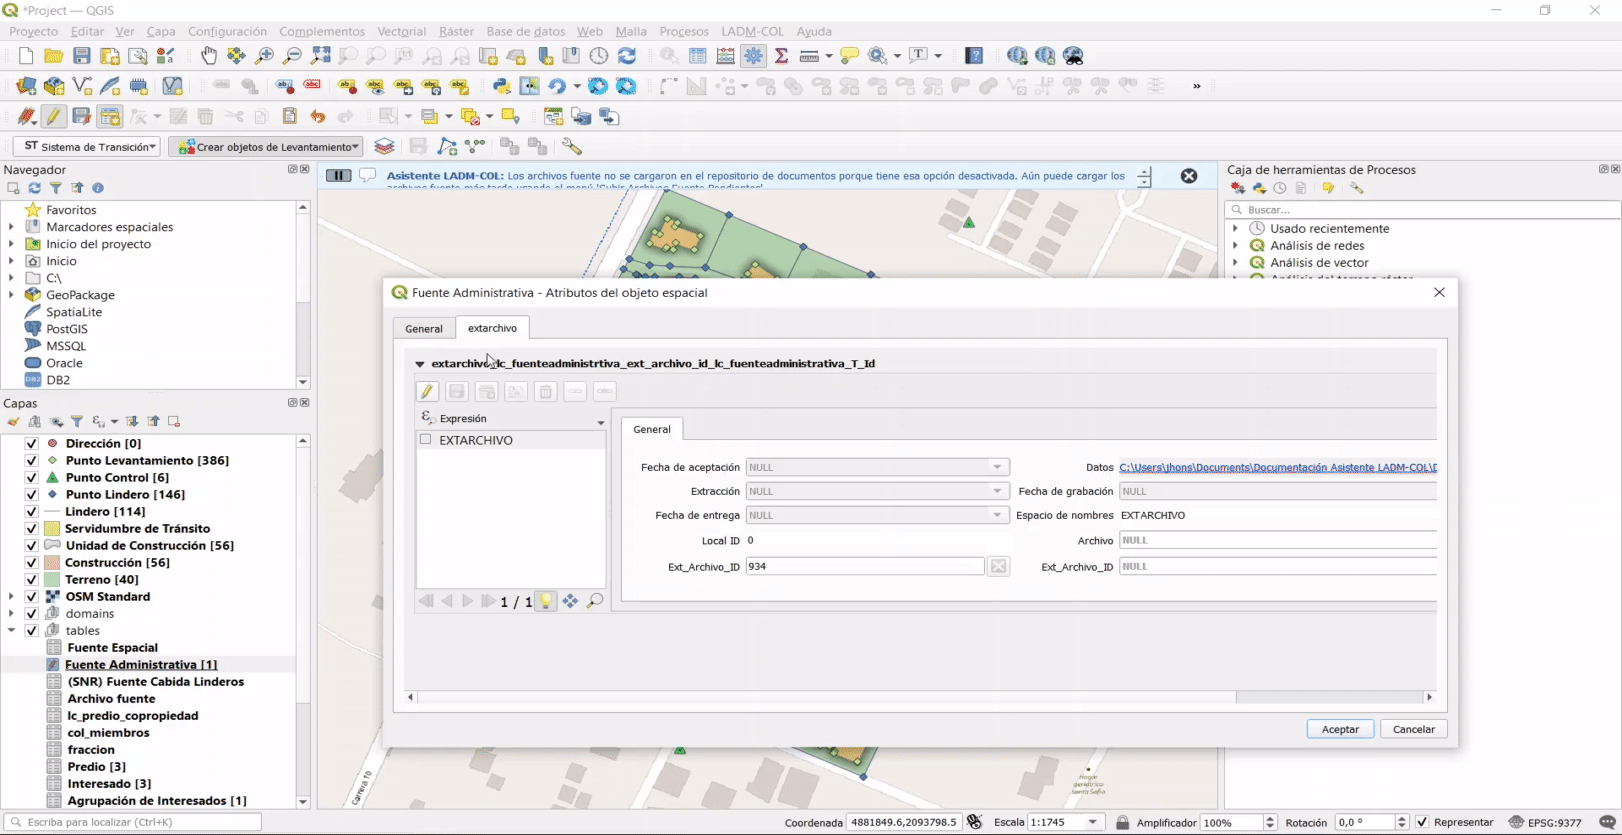 *Project — QGIS
Proyecto Editar Ver Capa Configuración Complementos Vectorial Ráster Base de datos Web Malla Procesos LADM-COL Ayuda
ST Sistema de Transición Crear objetos de Levantamiento
Navegador
Favoritos
Marcadores espaciales
Inicio del proyecto
Inicio
C:\
GeoPackage
SpatiaLite
PostGIS
MSSQL
Oracle
DB2
Capas
Dirección [0]
Punto Levantamiento [386]
Punto Control [6]
Punto Lindero [146]
Lindero [114]
Servidumbre de Tránsito
Unidad de Construcción [56]
Construcción [56]
Terreno [40]
OSM Standard
domains
tables
Fuente Espacial
Fuente Administrativa [1]
(SNR) Fuente Cabida Linderos
Archivo fuente
lc_predio_copropiedad
col_miembros
fraccion
Predio [3]
Interesado [3]
Agrupación de Interesados [1]
Asistente LADM-COL: Los archivos fuente no se cargaron en el repositorio de documentos porque tiene esa opción desactivada. Aún puede cargar los
archivos fuente más tarde usando el menú 'Subir Archivos Fuente Pendientes'.
Caja de herramientas de Procesos
Buscar...
Usado recientemente
Análisis de redes
Análisis de vector
Análisis del terreno ráster
Fuente Administrativa - Atributos del objeto espacial
General extarchivo
extarchivo_lc_fuenteadministrtiva_ext_archivo_id_lc_fuenteadministrativa_T_Id
Expresión
EXTARCHIVO
1 / 1
General
Fecha de aceptación NULL Datos C:\Users\jhons\Documents\Documentación Asistente LADM-COL\D
Extracción NULL Fecha de grabación NULL
Fecha de entrega NULL Espacio de nombres EXTARCHIVO
Local ID 0 Archivo NULL
Ext_Archivo_ID 934 Ext_Archivo_ID NULL
Aceptar Cancelar
Carrera 10
Hogar
geriátrico
Santa Sofía
Escriba para localizar (Ctrl+K) Coordenada 4881849.6,2093798.5 Escala 1:1745 Amplificador 100% Rotación 0,0 ° Representar EPSG:9377